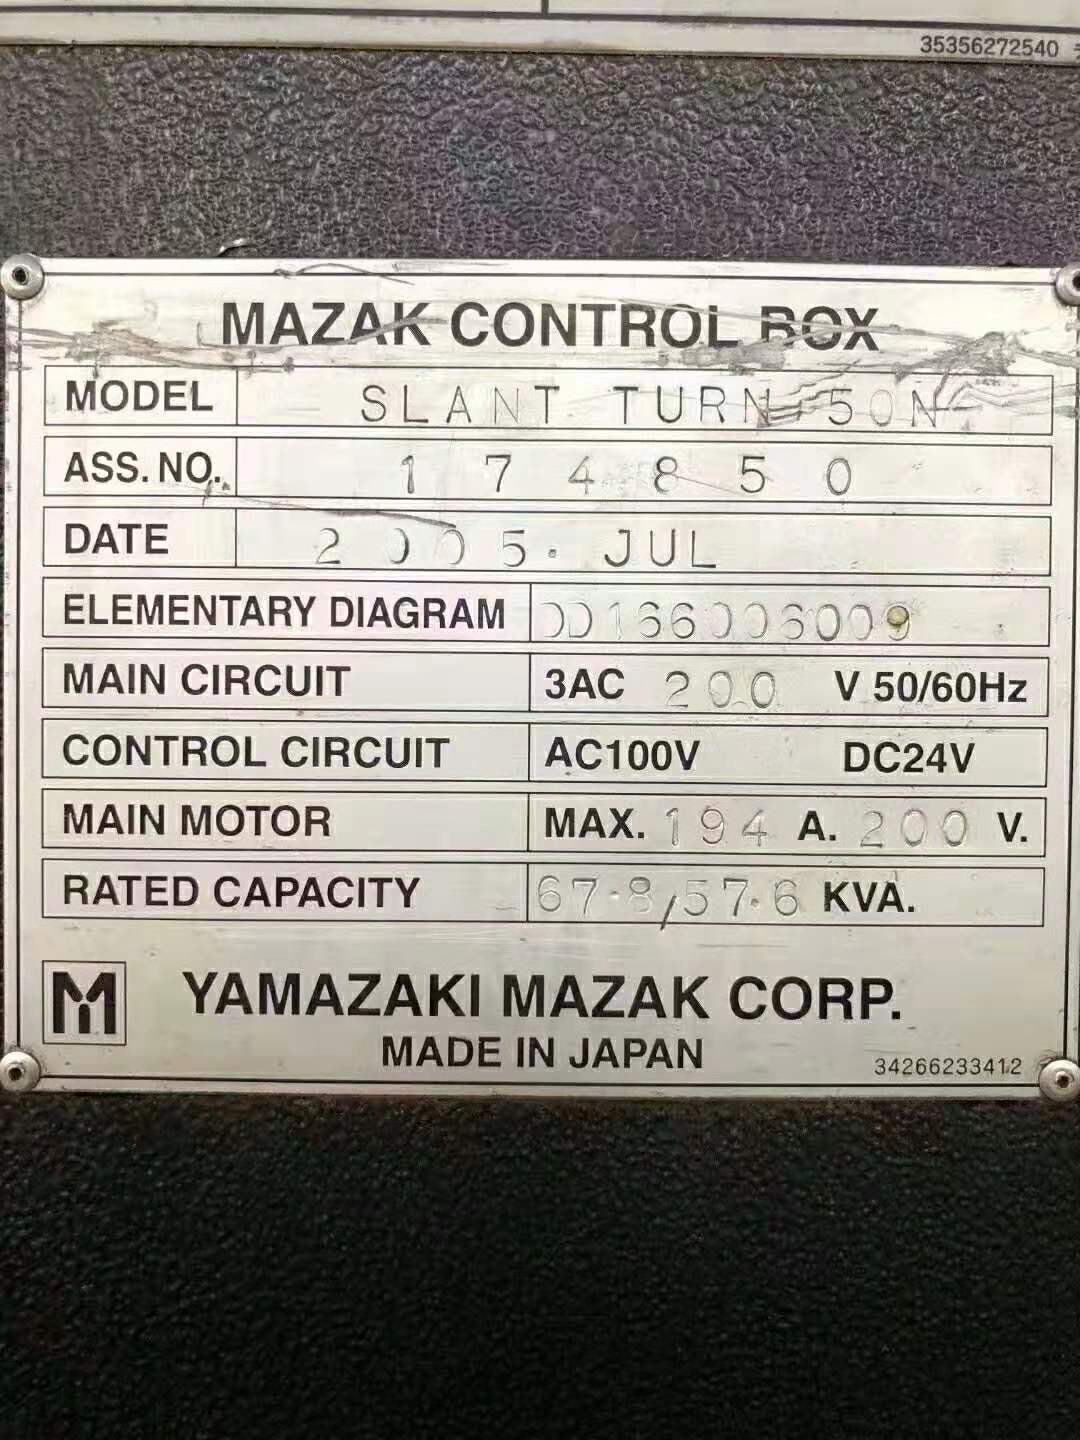 35356272540
MAZAK CONTROL BOX
MODEL SLANT TURN 50N
ASS. NO. 174850
DATE 2005. JUL
ELEMENTARY DIAGRAM
MAIN CIRCUIT 3AC 200 V 50/60Hz
CONTROL CIRCUIT AC100V DC24V
MAIN MOTOR MAX. 194 A. 200 V.
RATED CAPACITY 67.8/57.6 KVA.
YAMAZAKI MAZAK CORP.
MADE IN JAPAN
34266233412